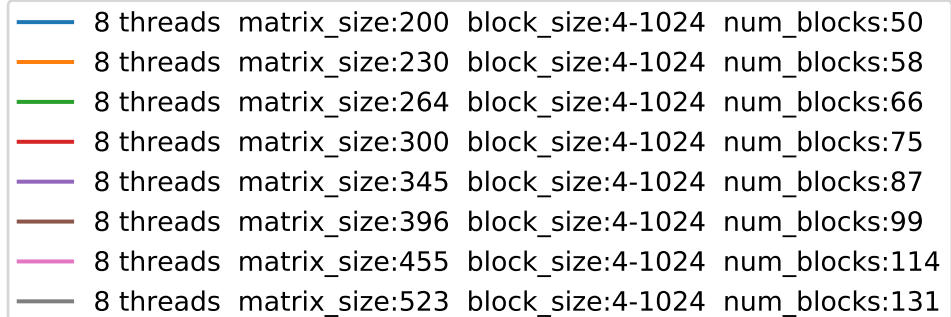 8 threads matrix_size:200 block_size:4-1024 num_blocks:50
8 threads matrix_size:230 block_size:4-1024 num_blocks:58
8 threads matrix_size:264 block_size:4-1024 num_blocks:66
8 threads matrix_size:300 block_size:4-1024 num_blocks:75
8 threads matrix_size:345 block_size:4-1024 num_blocks:87
8 threads matrix_size:396 block_size:4-1024 num_blocks:99
8 threads matrix_size:455 block_size:4-1024 num_blocks:114
8 threads matrix_size:523 block_size:4-1024 num_blocks:131